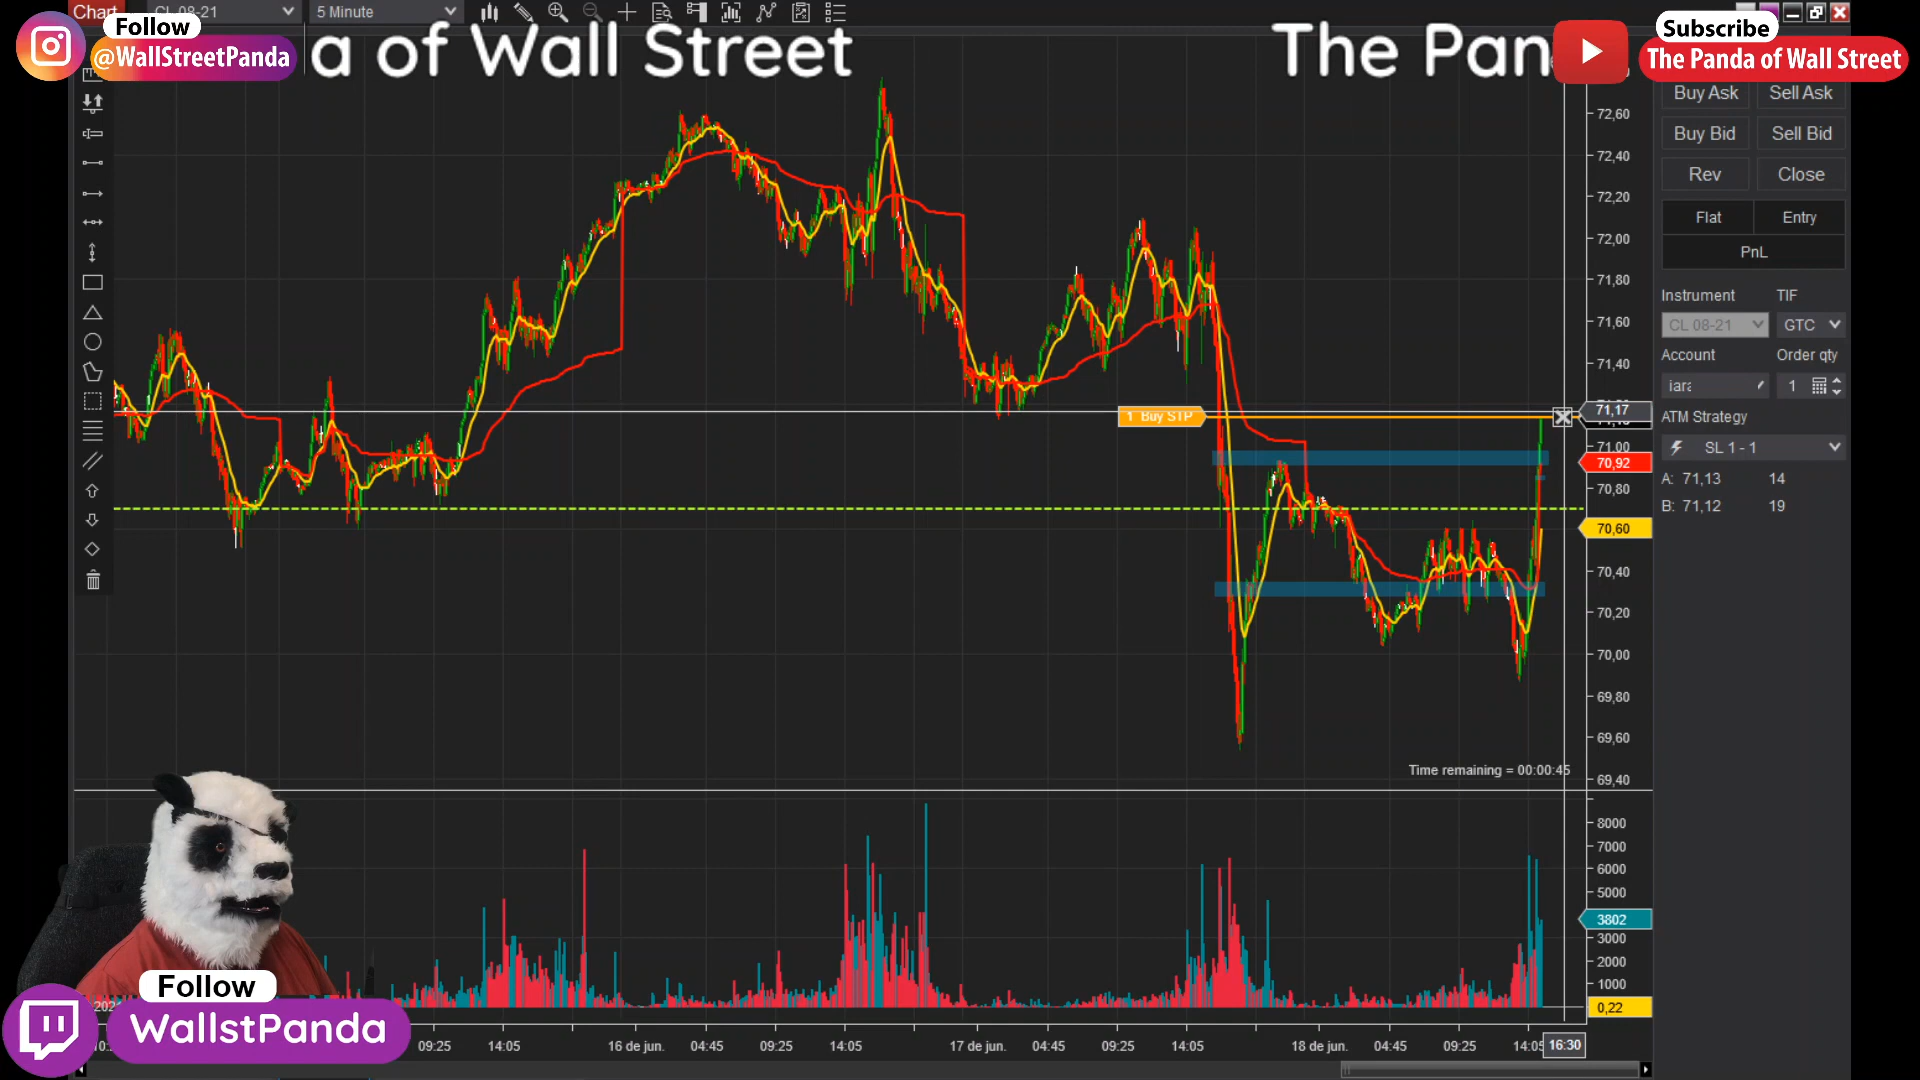 Chart
CL 08-21
5 Minute
Follow
@WallStreetPanda
a of Wall Street
The Pan
Subscribe
The Panda of Wall Street
Buy Ask
Sell Ask
Buy Bid
Sell Bid
Rev
Close
Flat
Entry
PnL
Instrument
TIF
CL 08-21
GTC
Account
Order qty
1
ATM Strategy
SL 1 - 1
A: 71,13
14
B: 71,12
19
72,60
72,40
72,20
72,00
71,80
71,60
71,40
71,17
1 Buy STP
71,00
70,92
70,80
70,60
70,40
70,20
70,00
69,80
69,60
69,40
Time remaining = 00:00:45
8000
7000
6000
5000
3802
3000
2000
1000
0,22
09:25
14:05
16 de jun.
04:45
09:25
14:05
17 de jun.
04:45
09:25
14:05
18 de jun.
04:45
09:25
14:05
16:30
Follow
WallstPanda